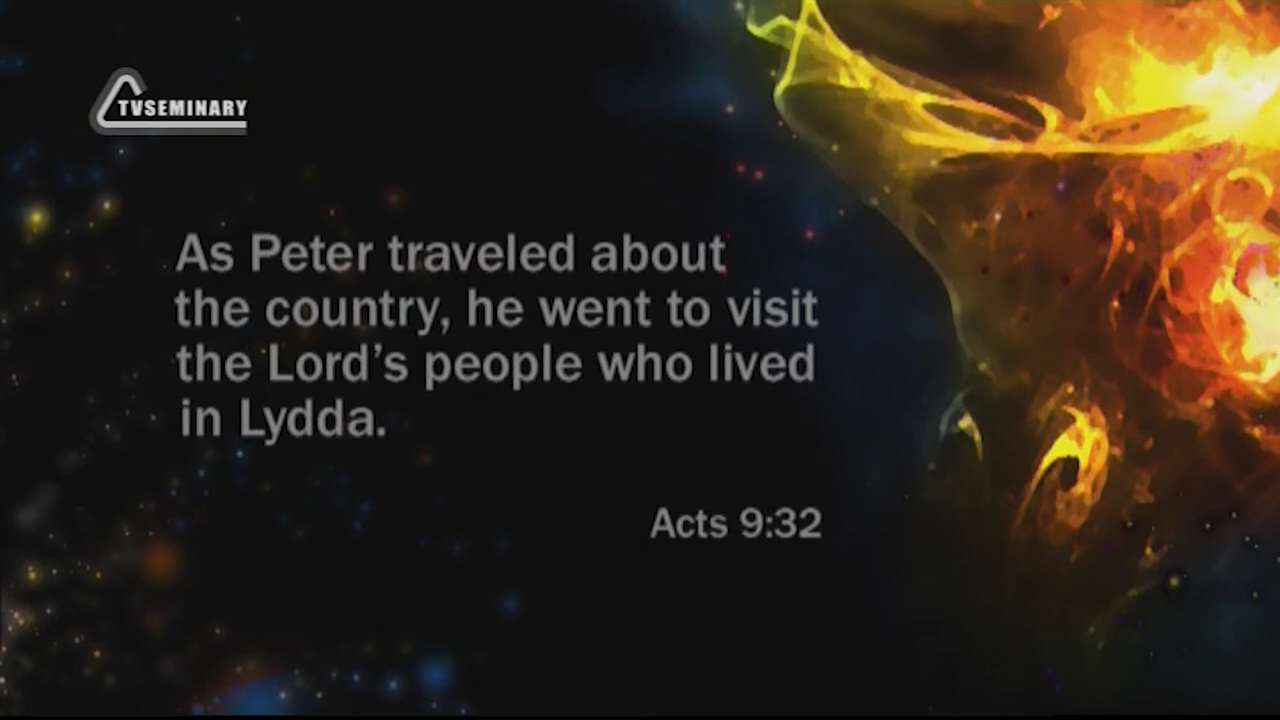 TVSEMINARY
As Peter traveled about
the country, he went to visit
the Lord’s people who lived
in Lydda.
Acts 9:32